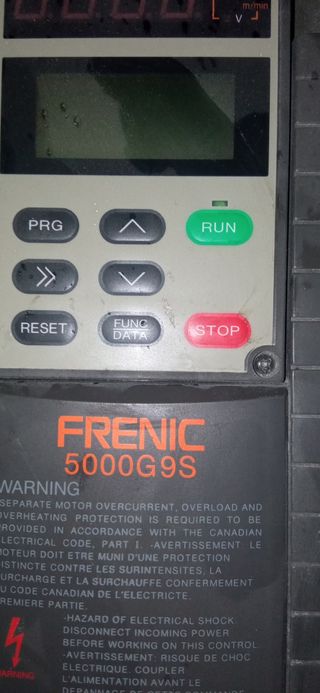 m/min
V
PRG
RUN
RESET
FUNC
DATA
STOP
FRENIC
5000G9S
WARNING
SEPARATE MOTOR OVERCURRENT, OVERLOAD AND
OVERHEATING PROTECTION IS REQUIRED TO BE
PROVIDED IN ACCORDANCE WITH THE CANADIAN
ELECTRICAL CODE, PART I. -AVERTISSEMENT. LE
MOTEUR DOIT ETRE MUNI D'UNE PROTECTION
DISTINCTE CONTRE LES SURINTENSITES, LA
SURCHARGE ET LA SURCHAUFFE CONFERMEMENT
AU CODE CANADIEN DE L'ELECTRICTE.
PREMIERE PARTIE.
-HAZARD OF ELECTRICAL SHOCK.
DISCONNECT INCOMING POWER
BEFORE WORKING ON THIS CONTROL.
-AVERTISSEMENT: RISQUE DE CHOC
ELECTRIQUE COUPLER
L'ALIMENTATION AVANT LE
WARNING